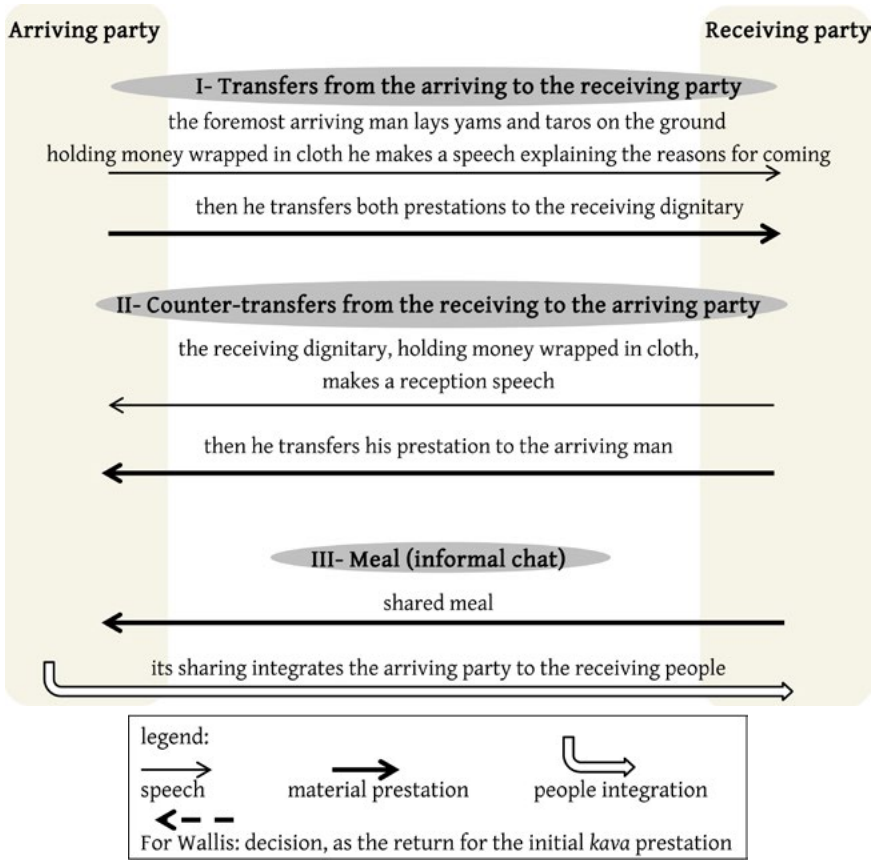 Arriving party
Receiving party
I- Transfers from the arriving to the receiving party
the foremost arriving man lays yams and taros on the ground
holding money wrapped in cloth he makes a speech explaining the reasons for coming
then he transfers both prestations to the receiving dignitary
II- Counter-transfers from the receiving to the arriving party
the receiving dignitary, holding money wrapped in cloth,
makes a reception speech
then he transfers his prestation to the arriving man
III- Meal (informal chat)
shared meal
its sharing integrates the arriving party to the receiving people
legend:
speech
material prestation
people integration
For Wallis: decision, as the return for the initial kava prestation